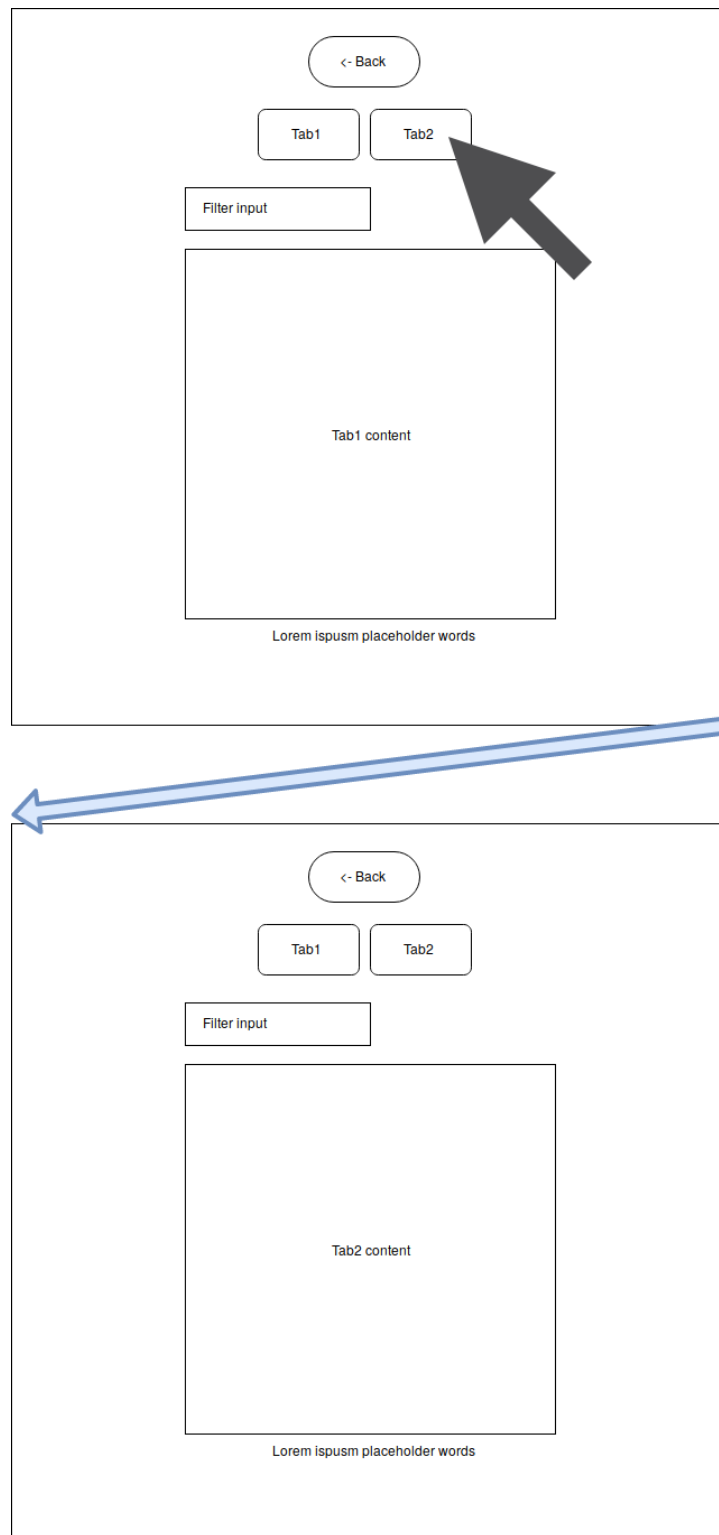 <- Back
Tab1 Tab2
Filter input
Tab1 content
Lorem ispusm placeholder words
<- Back
Tab1 Tab2
Filter input
Tab2 content
Lorem ispusm placeholder words